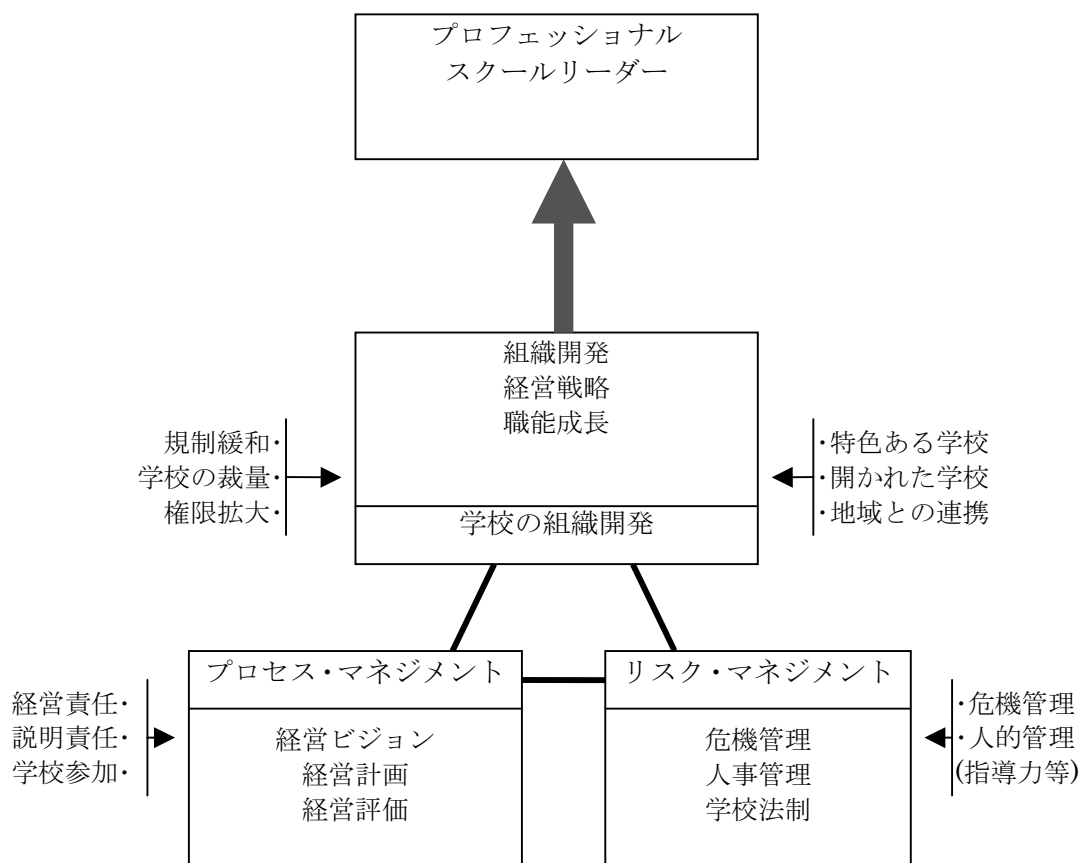 プロフェッショナル
スクールリーダー
組織開発
経営戦略
職能成長
規制緩和・
学校の裁量・
権限拡大・
・特色ある学校
・開かれた学校
・地域との連携
学校の組織開発
プロセス・マネジメント
リスク・マネジメント
経営責任・
説明責任・
学校参加・
経営ビジョン
経営計画
経営評価
危機管理
人事管理
学校法制
・危機管理
・人的管理
(指導力等)